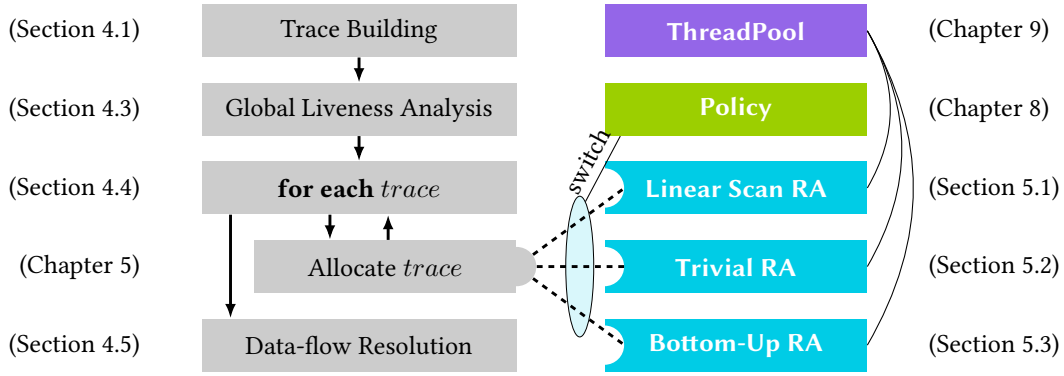 (Section 4.1) Trace Building ThreadPool (Chapter 9)
(Section 4.3) Global Liveness Analysis Policy (Chapter 8)
switch
(Section 4.4) for each trace Linear Scan RA (Section 5.1)
(Chapter 5) Allocate trace Trivial RA (Section 5.2)
(Section 4.5) Data-flow Resolution Bottom-Up RA (Section 5.3)